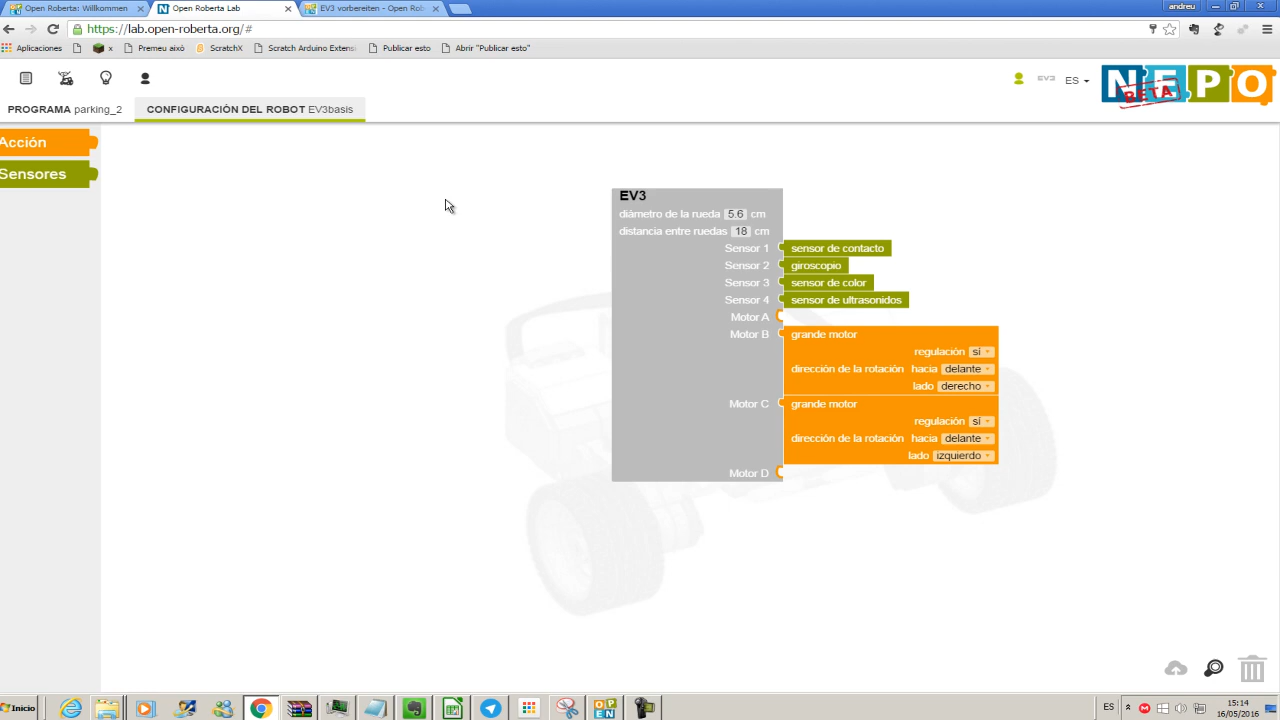 Open Roberta: Willkommen
Open Roberta Lab
EV3 vorbereiten - Open Rob
andreu
https://lab.open-roberta.org/#
Aplicaciones
x
Premeu això
ScratchX
Scratch Arduino Extensi
Publicar esto
Abrir "Publicar esto"
EV3
ES
NEPO
BETA
PROGRAMA parking_2
CONFIGURACIÓN DEL ROBOT EV3basis
Acción
Sensores
EV3
diàmetro de la rueda 5.6 cm
distancia entre ruedas 18 cm
Sensor 1 sensor de contacto
Sensor 2 giroscopio
Sensor 3 sensor de color
Sensor 4 sensor de ultrasonidos
Motor A
Motor B grande motor
regulación sí
dirección de la rotación hacia delante
lado derecho
Motor C grande motor
regulación sí
dirección de la rotación hacia delante
lado izquierdo
Motor D
Inicio
OPEN
ES
15:14
16/05/2016